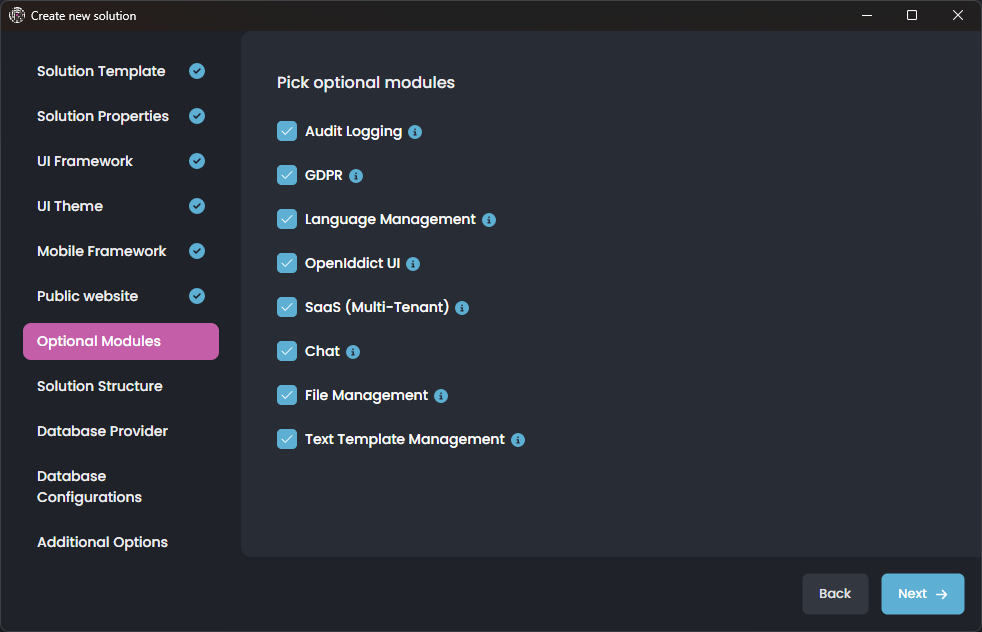 Create new solution
Solution Template
Solution Properties
UI Framework
UI Theme
Mobile Framework
Public website
Optional Modules
Solution Structure
Database Provider
Database
Configurations
Additional Options
Pick optional modules
Audit Logging
GDPR
Language Management
OpenIddict UI
SaaS (Multi-Tenant)
Chat
File Management
Text Template Management
Back
Next